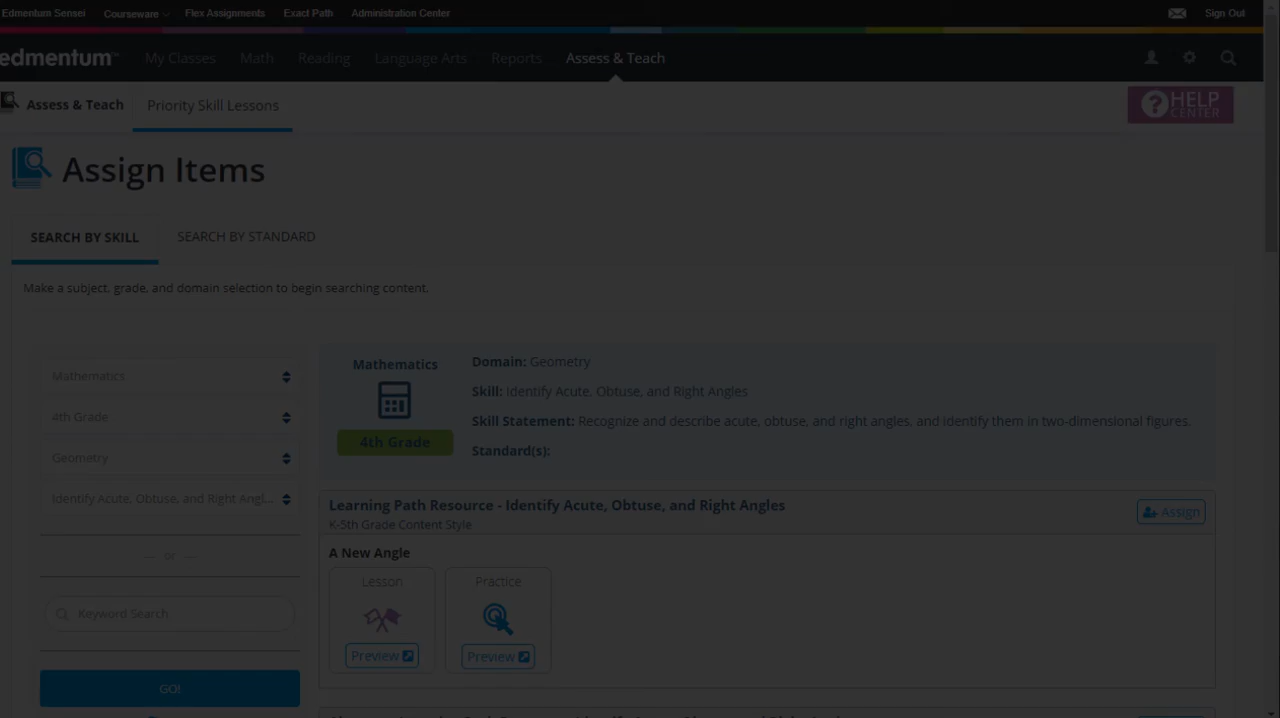 Edmentum Sensei Courseware Flex Assignments Exact Path Administration Center Sign Out
edmentum™ My Classes Math Reading Language Arts Reports Assess & Teach
Assess & Teach Priority Skill Lessons HELP CENTER
Assign Items
SEARCH BY SKILL SEARCH BY STANDARD
Make a subject, grade, and domain selection to begin searching content.
Mathematics
4th Grade
Geometry
Identify Acute, Obtuse, and Right Angl...
or
Keyword Search
GO!
Mathematics
4th Grade
Domain: Geometry
Skill: Identify Acute, Obtuse, and Right Angles
Skill Statement: Recognize and describe acute, obtuse, and right angles, and identify them in two-dimensional figures.
Standard(s):
Learning Path Resource - Identify Acute, Obtuse, and Right Angles
Assign
K-5th Grade Content Style
A New Angle
Lesson Practice
Preview Preview